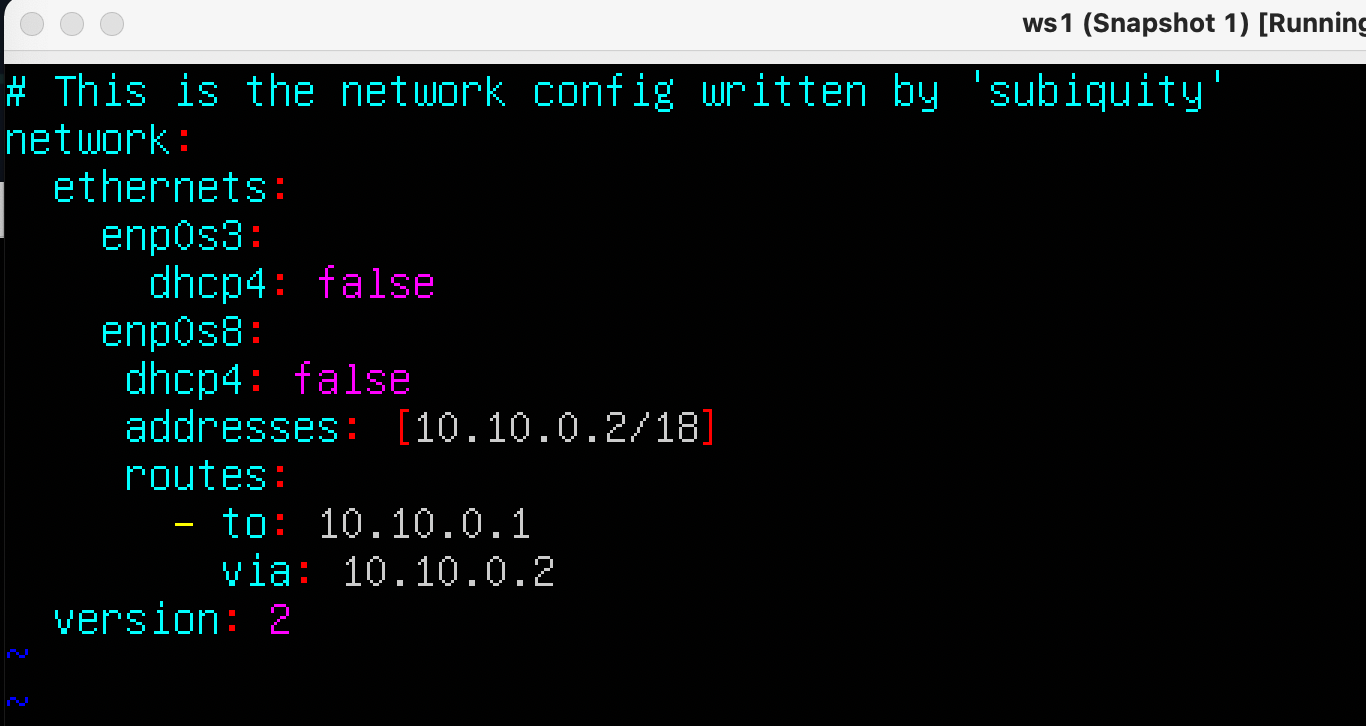 ws1 (Snapshot 1) [Running
# This is the network config written by 'subiquity'
network:
  ethernets:
    enp0s3:
      dhcp4: false
    enp0s8:
     dhcp4: false
     addresses: [10.10.0.2/18]
     routes:
       - to: 10.10.0.1
         via: 10.10.0.2
  version: 2
~
~